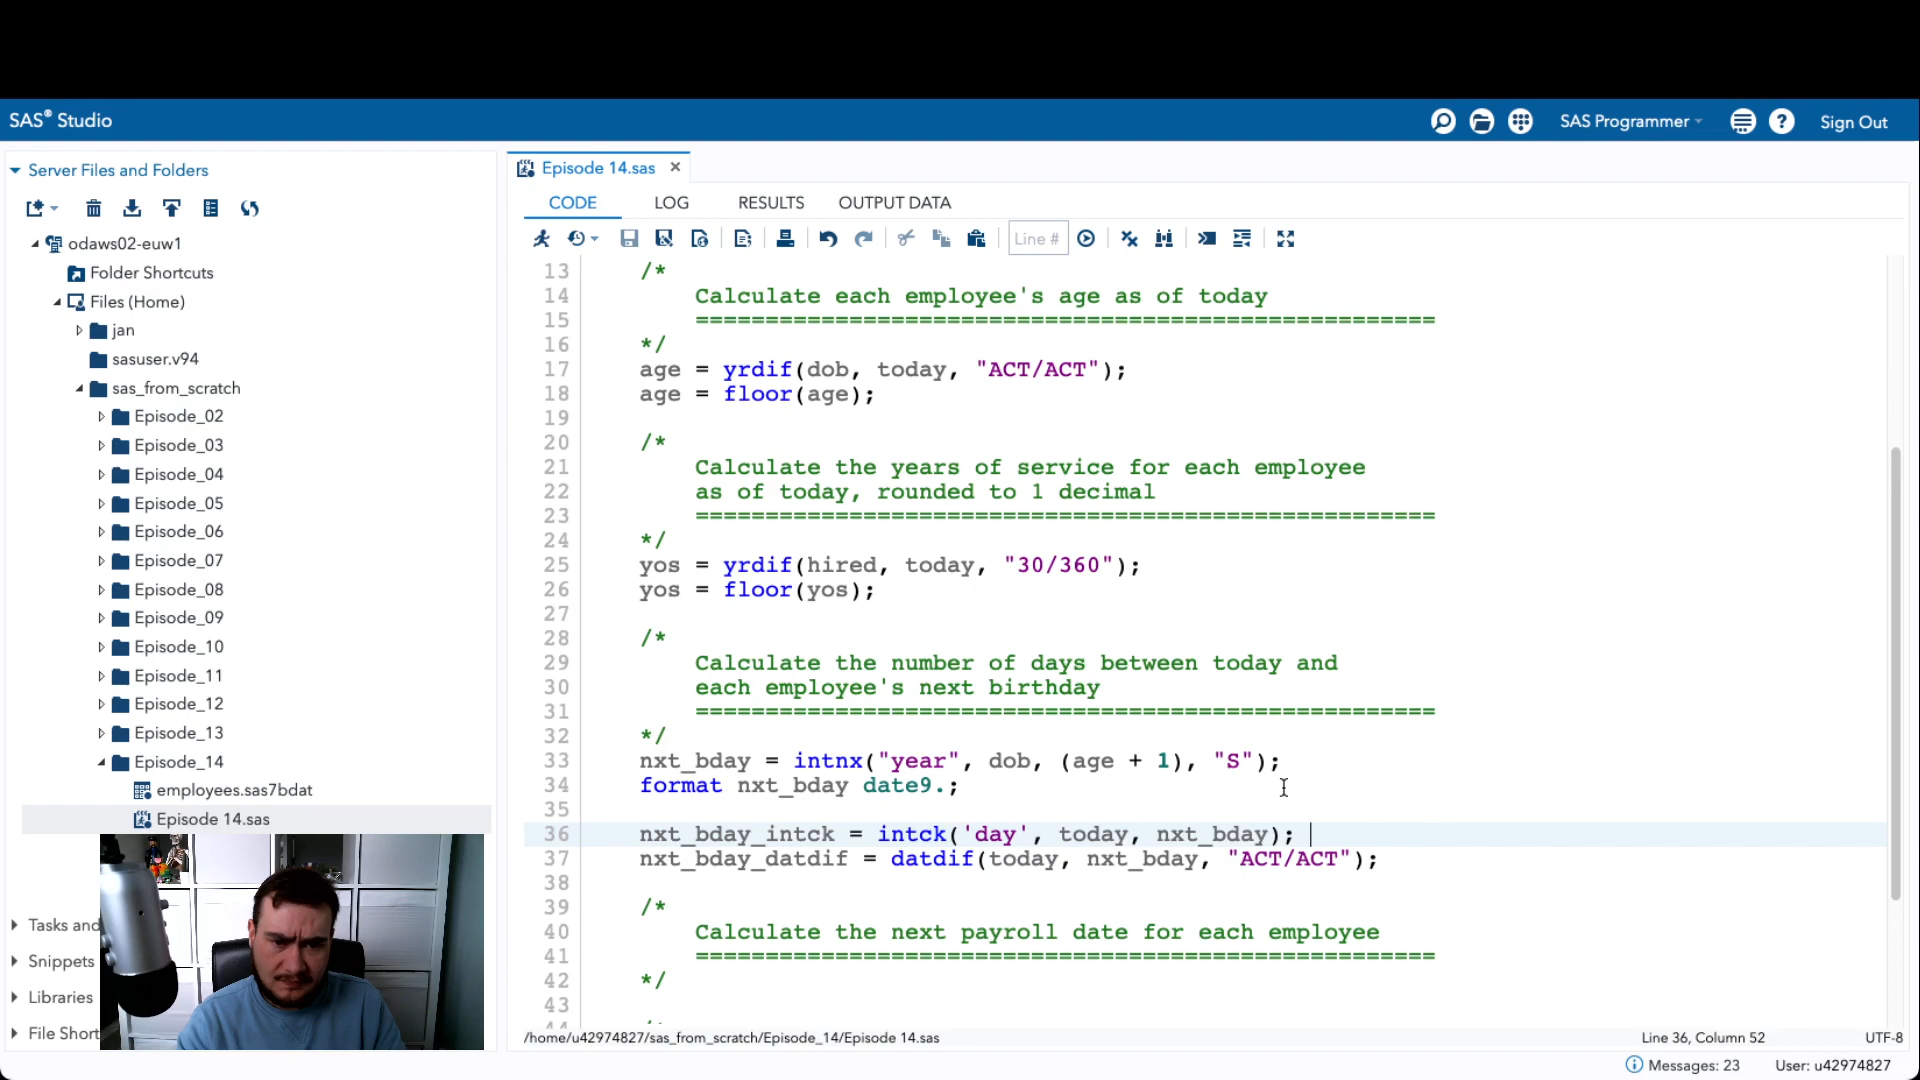 SAS® Studio
SAS Programmer
Sign Out
Server Files and Folders
odaws02-euw1
Folder Shortcuts
Files (Home)
jan
sasuser.v94
sas_from_scratch
Episode_02
Episode_03
Episode_04
Episode_05
Episode_06
Episode_07
Episode_08
Episode_09
Episode_10
Episode_11
Episode_12
Episode_13
Episode_14
employees.sas7bdat
Episode 14.sas
Tasks and
Snippets
Libraries
File Short
Episode 14.sas
CODE LOG RESULTS OUTPUT DATA
Line #
13 /*
14 Calculate each employee's age as of today
15 =====================================================
16 */
17 age = yrdif(dob, today, "ACT/ACT");
18 age = floor(age);
19
20 /*
21 Calculate the years of service for each employee
22 as of today, rounded to 1 decimal
23 =====================================================
24 */
25 yos = yrdif(hired, today, "30/360");
26 yos = floor(yos);
27
28 /*
29 Calculate the number of days between today and
30 each employee's next birthday
31 =====================================================
32 */
33 nxt_bday = intnx("year", dob, (age + 1), "S");
34 format nxt_bday date9.;
35
36 nxt_bday_intck = intck('day', today, nxt_bday);
37 nxt_bday_datdif = datdif(today, nxt_bday, "ACT/ACT");
38
39 /*
40 Calculate the next payroll date for each employee
41 =====================================================
42 */
43
/home/u42974827/sas_from_scratch/Episode_14/Episode 14.sas
Line 36, Column 52
UTF-8
Messages: 23
User: u42974827